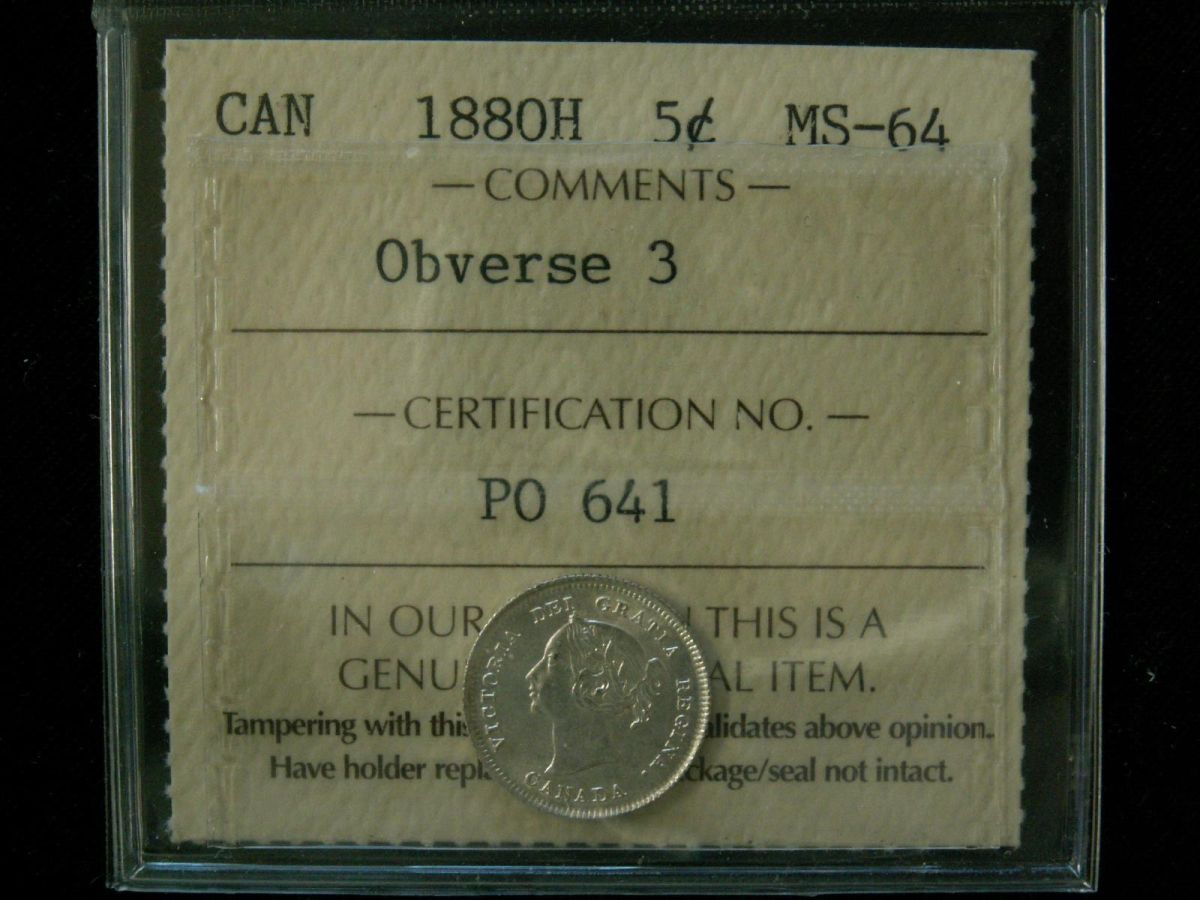 CAN 1880H 5¢ MS-64
— COMMENTS —
Obverse 3
— CERTIFICATION NO. —
PO 641
IN OUR THIS IS A
GENU AL ITEM.
Tampering with this alidates above opinion.
Have holder repl ckage/seal not intact.
VICTORIA DEI GRATIA REGINA.
CANADA